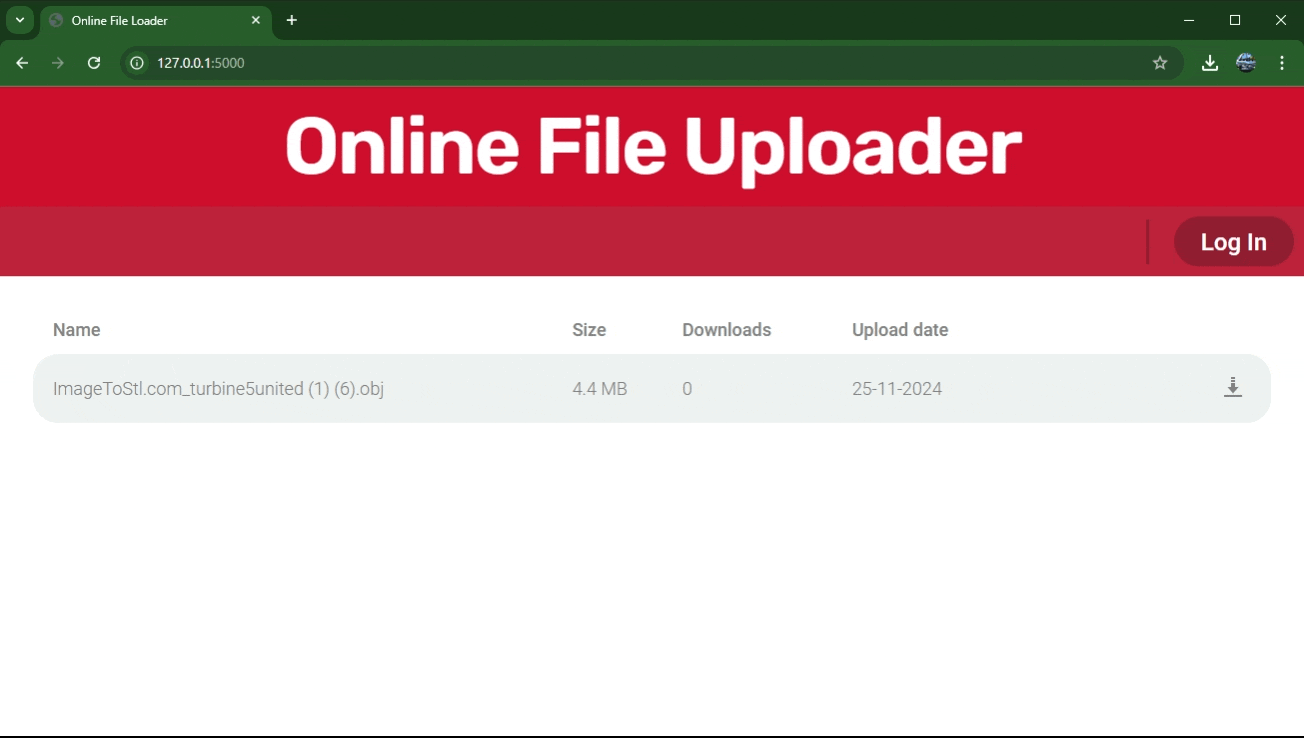 Online File Loader
127.0.0.1:5000
Online File Uploader
Log In
Name Size Downloads Upload date
ImageToStl.com_turbine5united (1) (6).obj 4.4 MB 0 25-11-2024